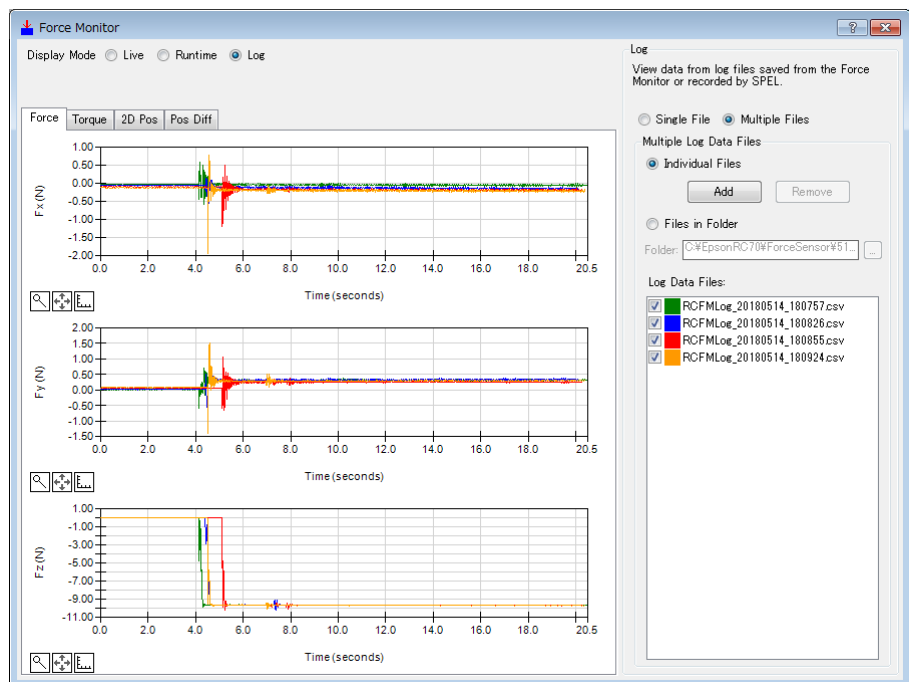 Force Monitor
Display Mode Live Runtime Log
Force Torque 2D Pos Pos Diff
1.00
0.50
0.00
-0.50
-1.00
-1.50
-2.00
Fx (N)
0.0 2.0 4.0 6.0 8.0 10.0 12.0 14.0 16.0 18.0 20.5
Time (seconds)
2.00
1.50
1.00
0.50
0.00
-0.50
-1.00
-1.50
Fy (N)
0.0 2.0 4.0 6.0 8.0 10.0 12.0 14.0 16.0 18.0 20.5
Time (seconds)
1.00
-1.00
-3.00
-5.00
-7.00
-9.00
-11.00
Fz (N)
0.0 2.0 4.0 6.0 8.0 10.0 12.0 14.0 16.0 18.0 20.5
Time (seconds)
Log
View data from log files saved from the Force
Monitor or recorded by SPEL.
Single File Multiple Files
Multiple Log Data Files
Individual Files
Add Remove
Files in Folder
Folder: C:¥EpsonRC70¥ForceSensor¥51... ...
Log Data Files:
RCFMLog_20180514_180757.csv
RCFMLog_20180514_180826.csv
RCFMLog_20180514_180855.csv
RCFMLog_20180514_180924.csv